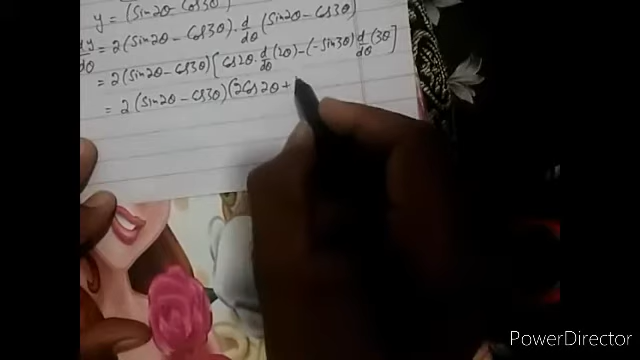 y = (Sin2θ - Cos3θ)
dy/dθ = 2(Sin2θ - Cos3θ) . d/dθ (Sin2θ - Cos3θ)
= 2(Sin2θ - Cos3θ) [Cos2θ . d/dθ (2θ) - (-Sin3θ) d/dθ (3θ)]
= 2(Sin2θ - Cos3θ)(2Cos2θ +
PowerDirector